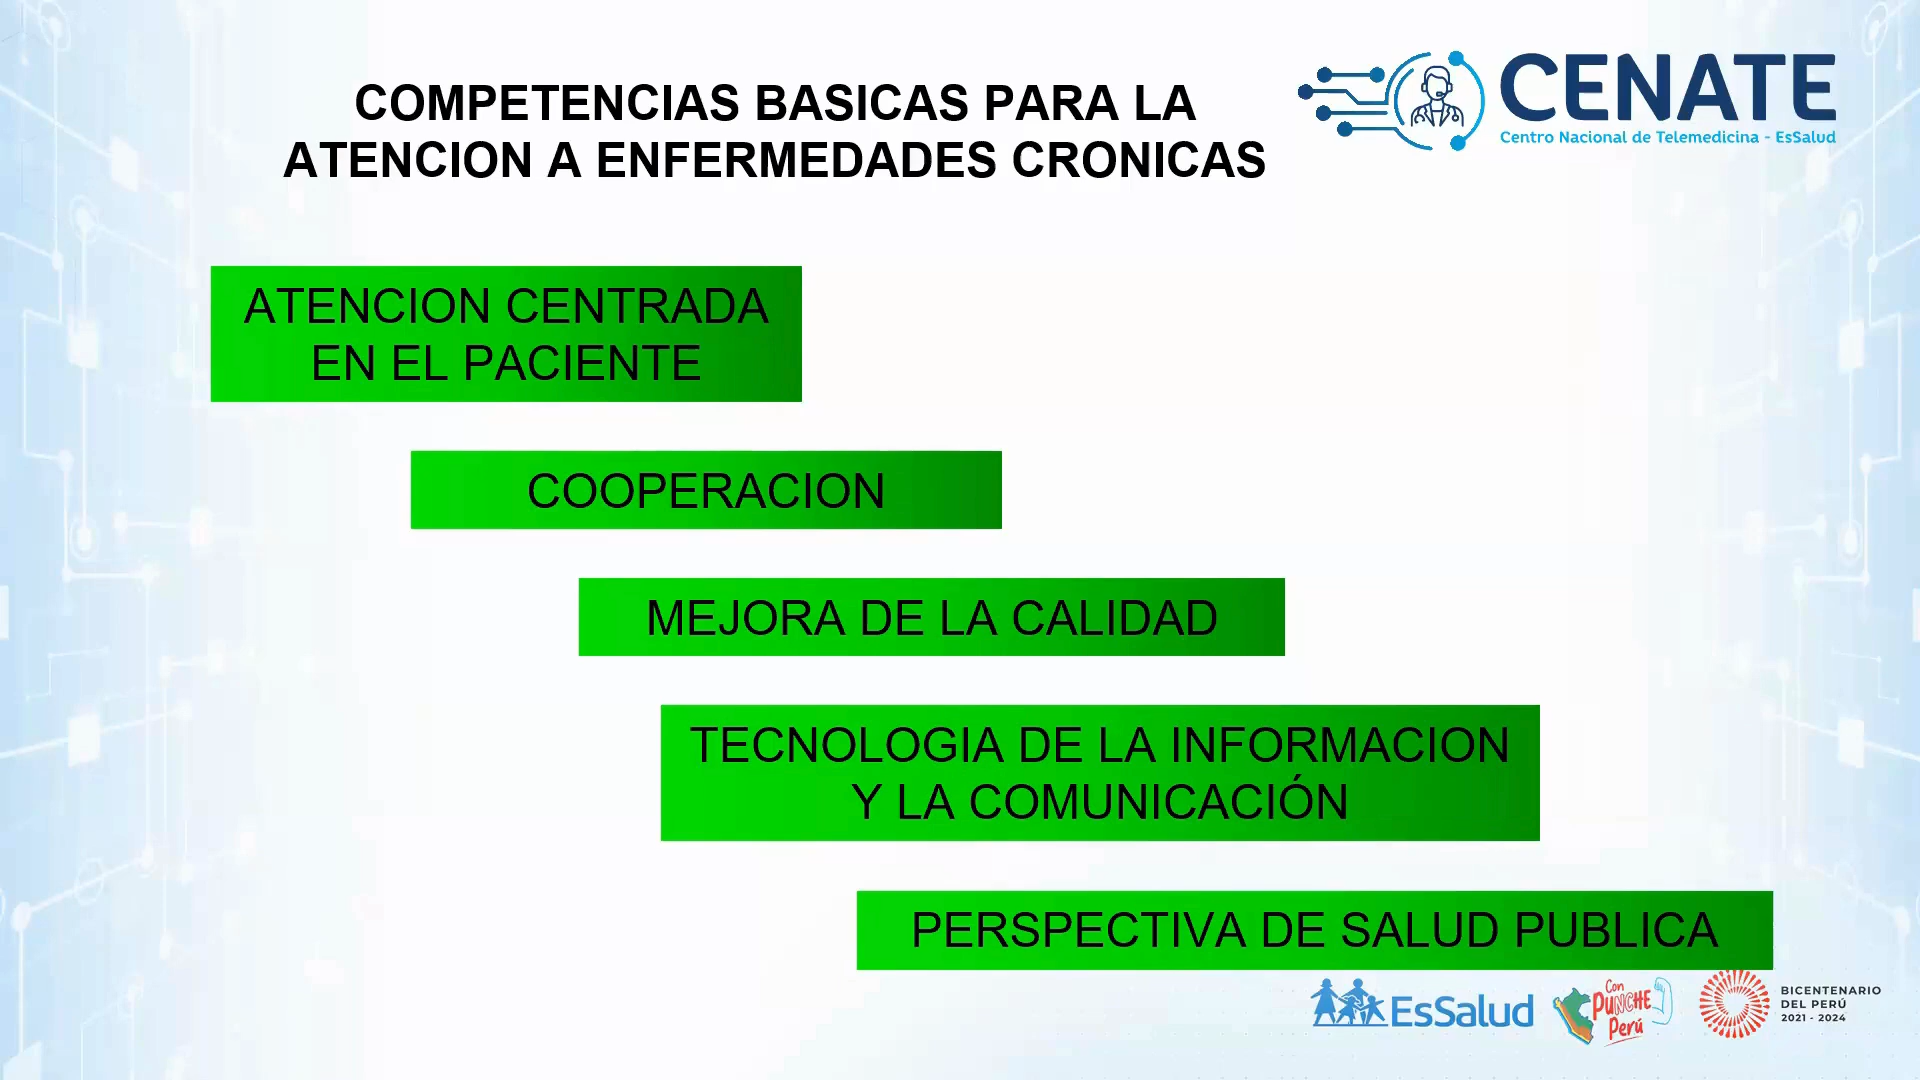 COMPETENCIAS BASICAS PARA LA
ATENCION A ENFERMEDADES CRONICAS
CENATE
Centro Nacional de Telemedicina - EsSalud
ATENCION CENTRADA
EN EL PACIENTE
COOPERACION
MEJORA DE LA CALIDAD
TECNOLOGIA DE LA INFORMACION
Y LA COMUNICACIÓN
PERSPECTIVA DE SALUD PUBLICA
EsSalud
Con
PUNCHE
Perú
BICENTENARIO
DEL PERÚ
2021 - 2024